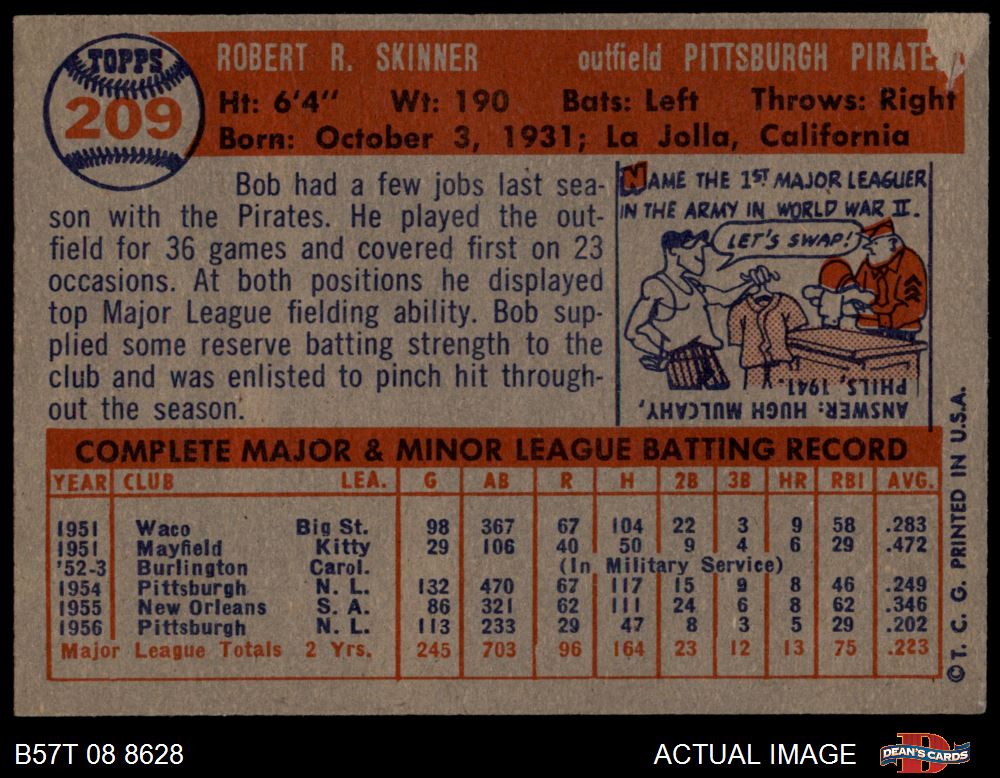 TOPPS
209
ROBERT R. SKINNER outfield PITTSBURGH PIRATE
Ht: 6'4" Wt: 190 Bats: Left Throws: Right
Born: October 3, 1931; La Jolla, California
Bob had a few jobs last sea-
son with the Pirates. He played the out-
field for 36 games and covered first on 23
occasions. At both positions he displayed
top Major League fielding ability. Bob sup-
plied some reserve batting strength to the
club and was enlisted to pinch hit through-
out the season.
NAME THE 1ST MAJOR LEAGUER
IN THE ARMY IN WORLD WAR II.
LET'S SWAP!
ANSWER: HUGH MULCAHY,
PHILS, 1941.
COMPLETE MAJOR & MINOR LEAGUE BATTING RECORD
YEAR CLUB LEA. G AB R H 2B 3B HR RBI AVG.
1951 Waco Big St. 98 367 67 104 22 3 9 58 .283
1951 Mayfield Kitty 29 106 40 50 9 4 6 29 .472
'52-3 Burlington Carol. (In Military Service)
1954 Pittsburgh N. L. 132 470 67 117 15 9 8 46 .249
1955 New Orleans S. A. 86 321 62 111 24 6 8 62 .346
1956 Pittsburgh N. L. 113 233 29 47 8 3 5 29 .202
Major League Totals 2 Yrs. 245 703 96 164 23 12 13 75 .223
©T. C. G. PRINTED IN U.S.A.
B57T 08 8628 ACTUAL IMAGE
DEAN'S CARDS